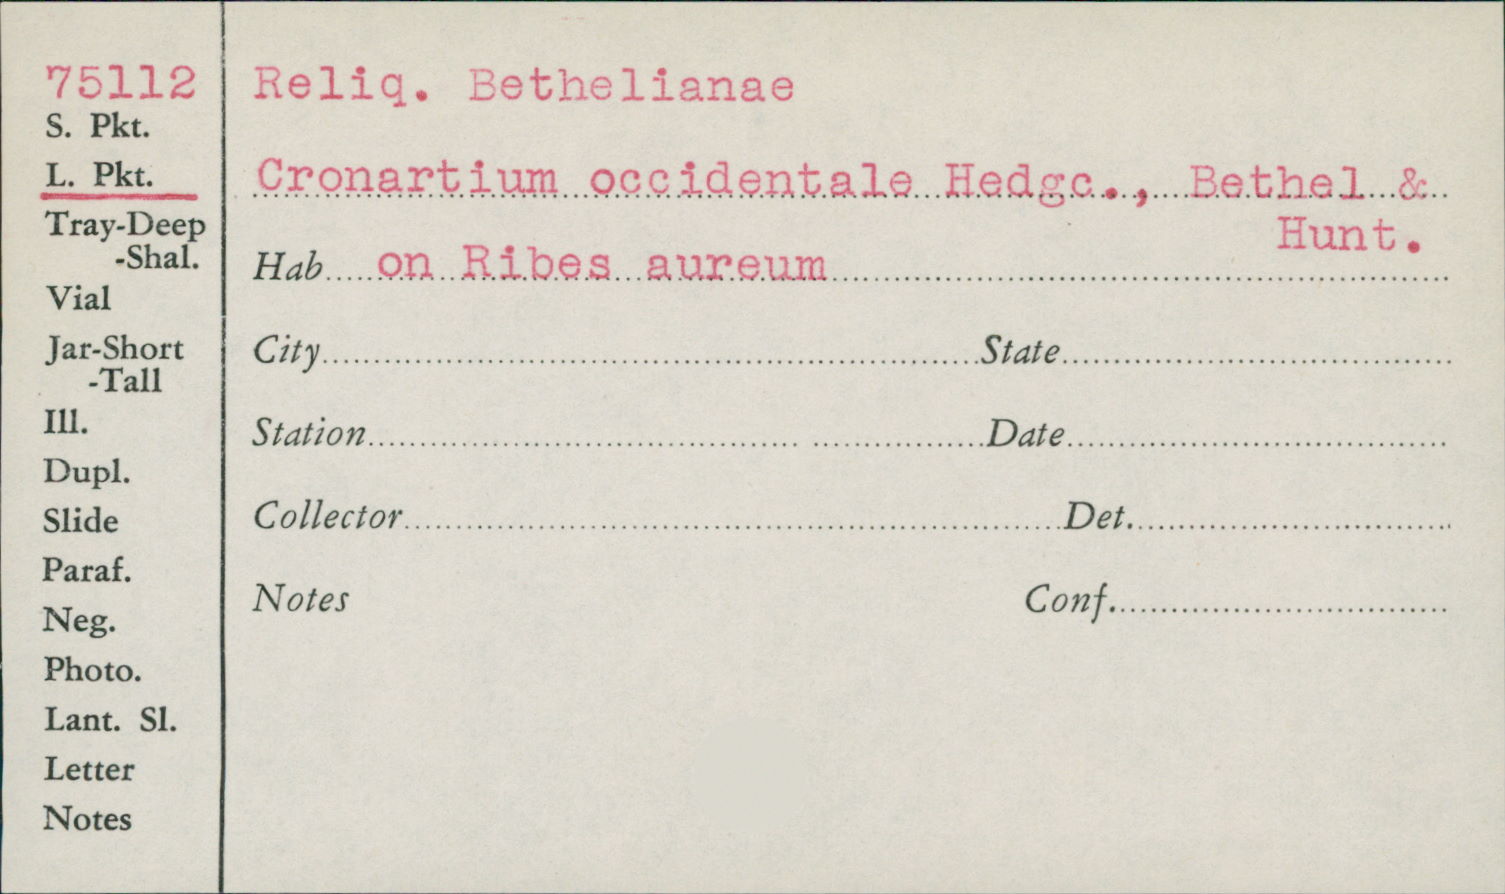 75112
S. Pkt.
L. Pkt.
Tray-Deep
-Shal.
Vial
Jar-Short
-Tall
Ill.
Dupl.
Slide
Paraf.
Neg.
Photo.
Lant. Sl.
Letter
Notes
Reliq. Bethelianae
Cronartium occidentale Hedgc., Bethel &
Hunt.
Hab on Ribes aureum
City State
Station Date
Collector Det.
Notes Conf.